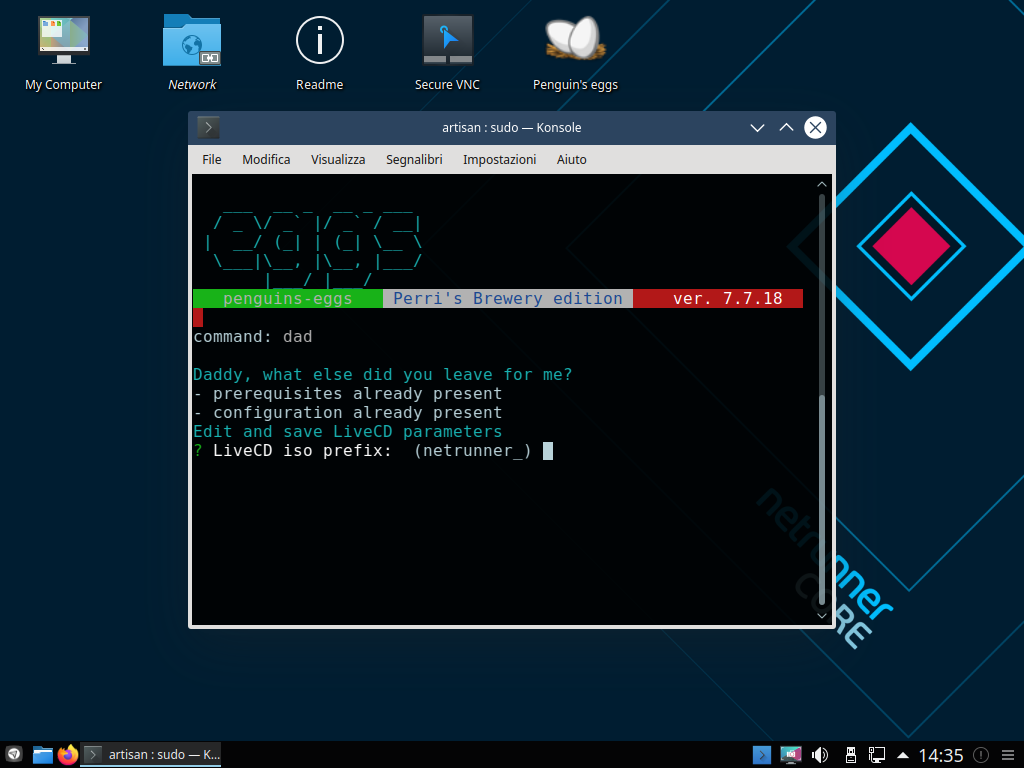 My Computer
Network
Readme
Secure VNC
Penguin's eggs
artisan : sudo — Konsole
File Modifica Visualizza Segnalibri Impostazioni Aiuto
eggs
penguins-eggs Perri's Brewery edition ver. 7.7.18
command: dad
Daddy, what else did you leave for me?
- prerequisites already present
- configuration already present
Edit and save LiveCD parameters
? LiveCD iso prefix: (netrunner_)
netrunner
CORE
artisan : sudo — K...
14:35